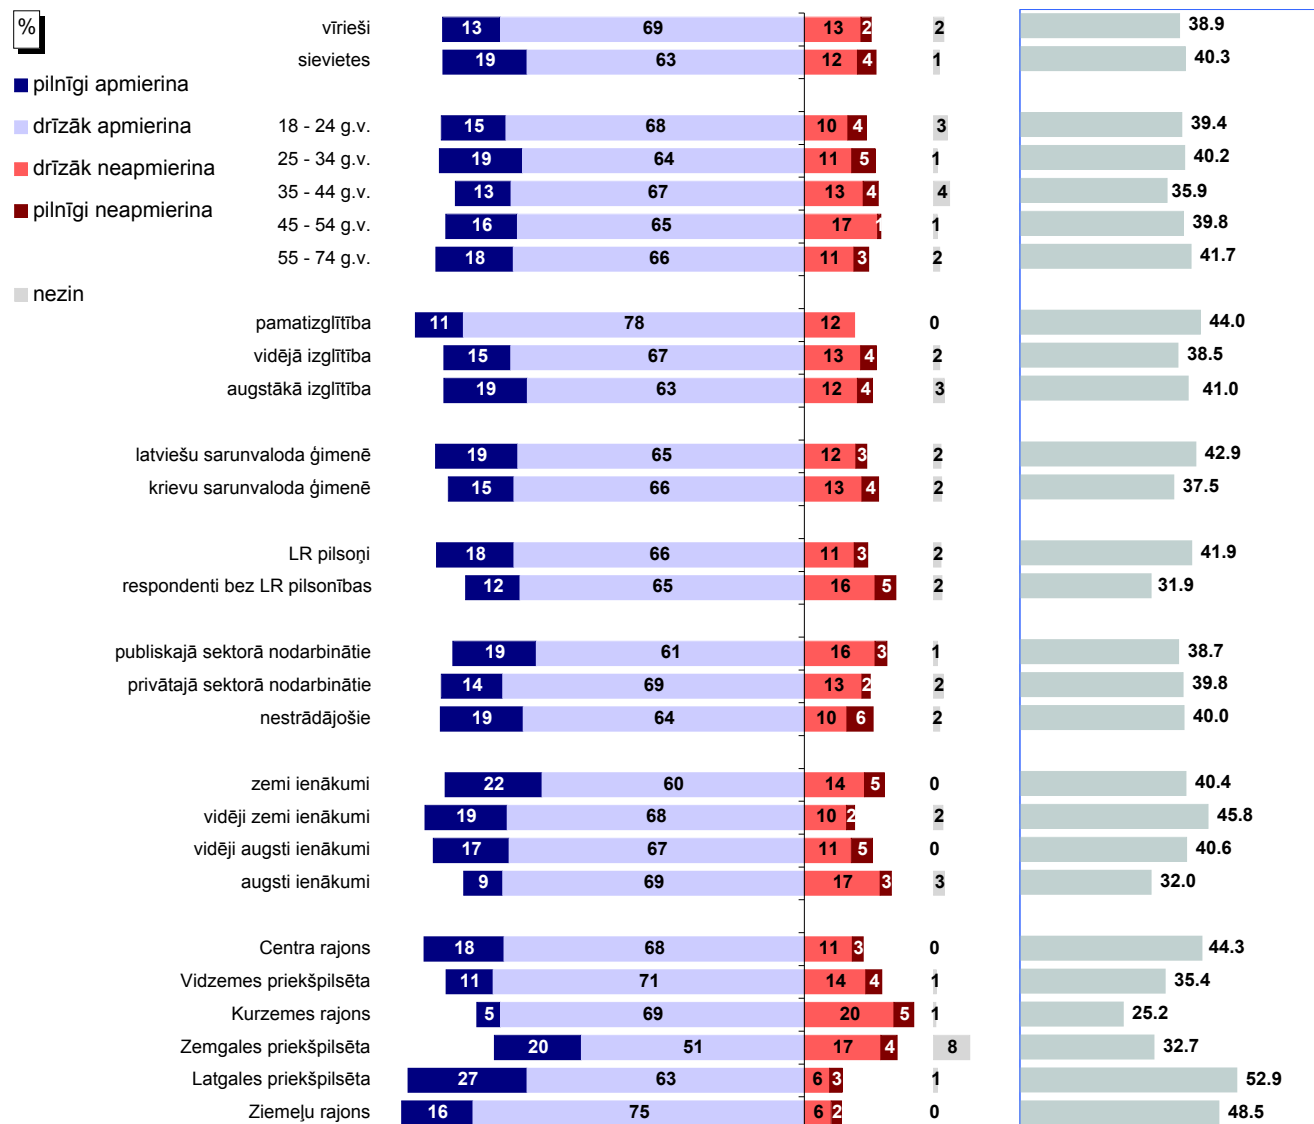 %
pilnīgi apmierina
drīzāk apmierina
drīzāk neapmierina
pilnīgi neapmierina
nezin
vīrieši 13 69 13 2 2 38.9
sievietes 19 63 12 4 1 40.3
18 - 24 g.v. 15 68 10 4 3 39.4
25 - 34 g.v. 19 64 11 5 1 40.2
35 - 44 g.v. 13 67 13 4 4 35.9
45 - 54 g.v. 16 65 17 1 1 39.8
55 - 74 g.v. 18 66 11 3 2 41.7
pamatizglītība 11 78 12 0 44.0
vidējā izglītība 15 67 13 4 2 38.5
augstākā izglītība 19 63 12 4 3 41.0
latviešu sarunvaloda ģimenē 19 65 12 3 2 42.9
krievu sarunvaloda ģimenē 15 66 13 4 2 37.5
LR pilsoņi 18 66 11 3 2 41.9
respondenti bez LR pilsonības 12 65 16 5 2 31.9
publiskajā sektorā nodarbinātie 19 61 16 3 1 38.7
privātajā sektorā nodarbinātie 14 69 13 2 2 39.8
nestrādājošie 19 64 10 6 2 40.0
zemi ienākumi 22 60 14 5 0 40.4
vidēji zemi ienākumi 19 68 10 2 2 45.8
vidēji augsti ienākumi 17 67 11 5 0 40.6
augsti ienākumi 9 69 17 3 3 32.0
Centra rajons 18 68 11 3 0 44.3
Vidzemes priekšpilsēta 11 71 14 4 1 35.4
Kurzemes rajons 5 69 20 5 1 25.2
Zemgales priekšpilsēta 20 51 17 4 8 32.7
Latgales priekšpilsēta 27 63 6 3 1 52.9
Ziemeļu rajons 16 75 6 2 0 48.5